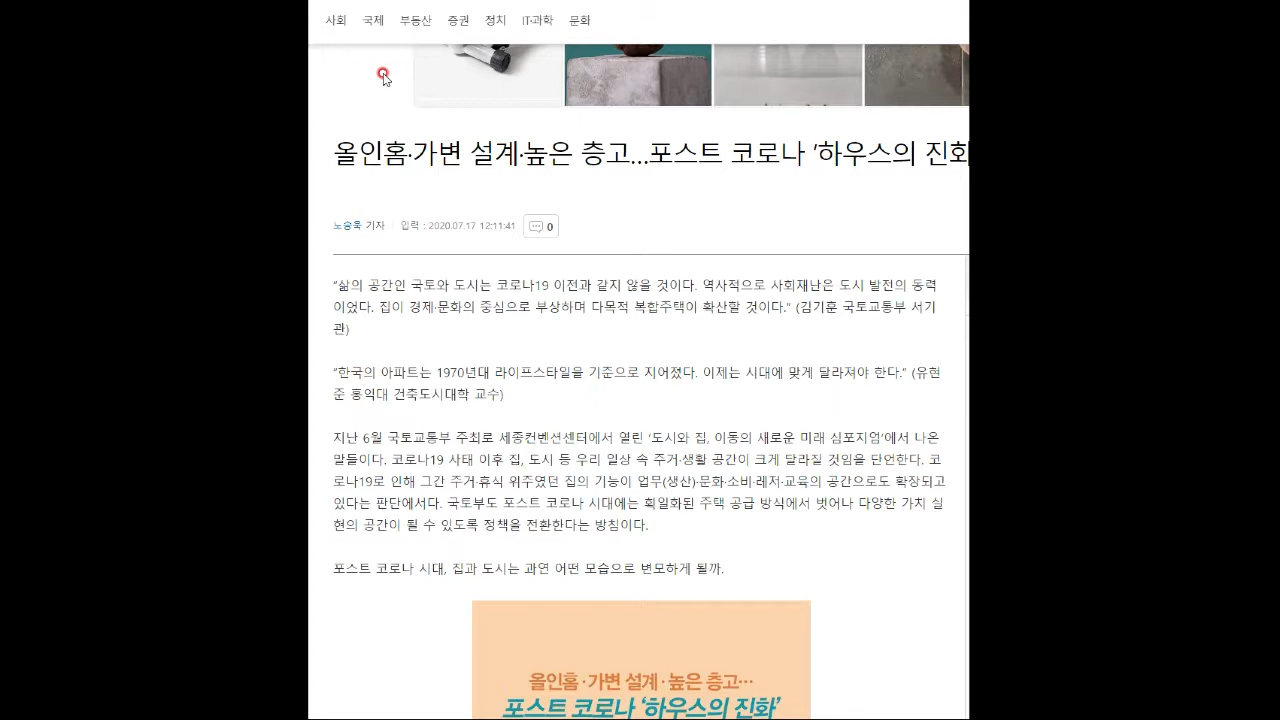 사회 국제 부동산 증권 정치 IT·과학 문화
올인홈·가변 설계·높은 층고...포스트 코로나 '하우스의 진화
노승욱 기자 입력 : 2020.07.17 12:11:41 0
"삶의 공간인 국토와 도시는 코로나19 이전과 같지 않을 것이다. 역사적으로 사회재난은 도시 발전의 동력
이었다. 집이 경제·문화의 중심으로 부상하며 다목적 복합주택이 확산할 것이다." (김기훈 국토교통부 서기
관)
"한국의 아파트는 1970년대 라이프스타일을 기준으로 지어졌다. 이제는 시대에 맞게 달라져야 한다." (유현
준 홍익대 건축도시대학 교수)
지난 6월 국토교통부 주최로 세종컨벤션센터에서 열린 '도시와 집, 이동의 새로운 미래 심포지엄'에서 나온
말들이다. 코로나19 사태 이후 집, 도시 등 우리 일상 속 주거·생활 공간이 크게 달라질 것임을 단언한다. 코
로나19로 인해 그간 주거·휴식 위주였던 집의 기능이 업무(생산)·문화·소비·레저·교육의 공간으로도 확장되고
있다는 판단에서다. 국토부도 포스트 코로나 시대에는 획일화된 주택 공급 방식에서 벗어나 다양한 가치 실
현의 공간이 될 수 있도록 정책을 전환한다는 방침이다.
포스트 코로나 시대, 집과 도시는 과연 어떤 모습으로 변모하게 될까.
올인홈·가변 설계·높은 층고…
포스트 코로나 '하우스의 진화'